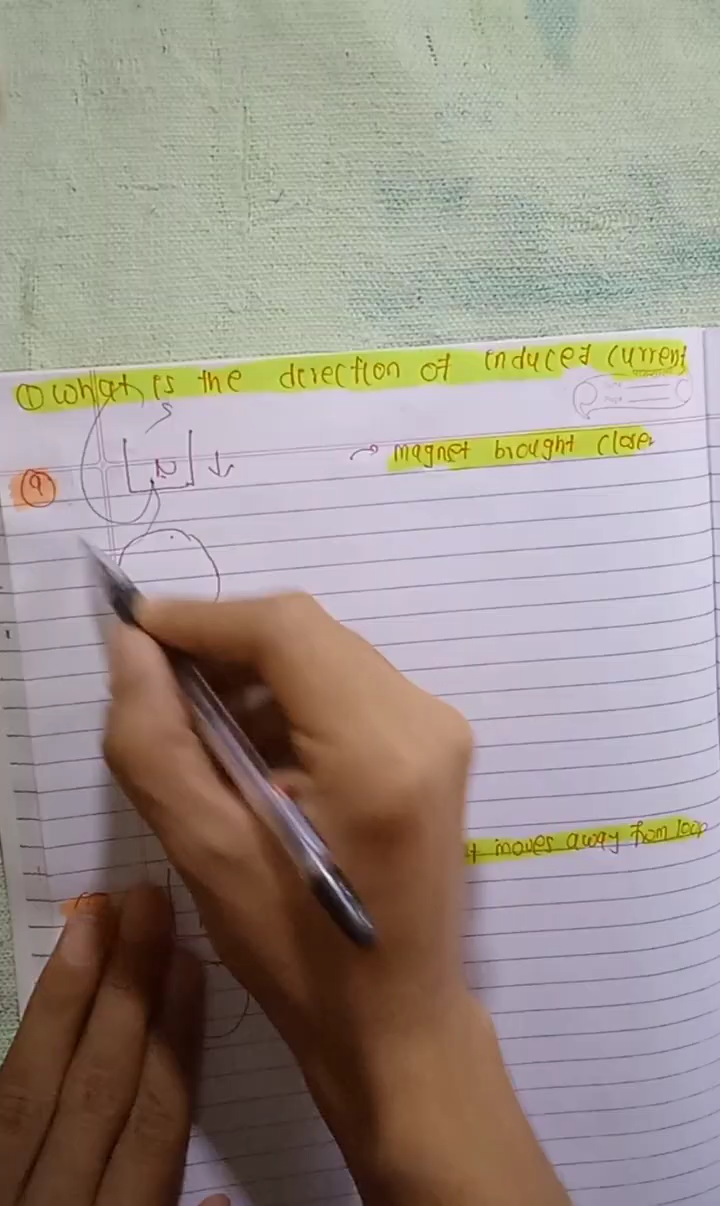 ① what is the direction of induced current
S
N ↓
→ magnet brought close
(a)
moves away from loop